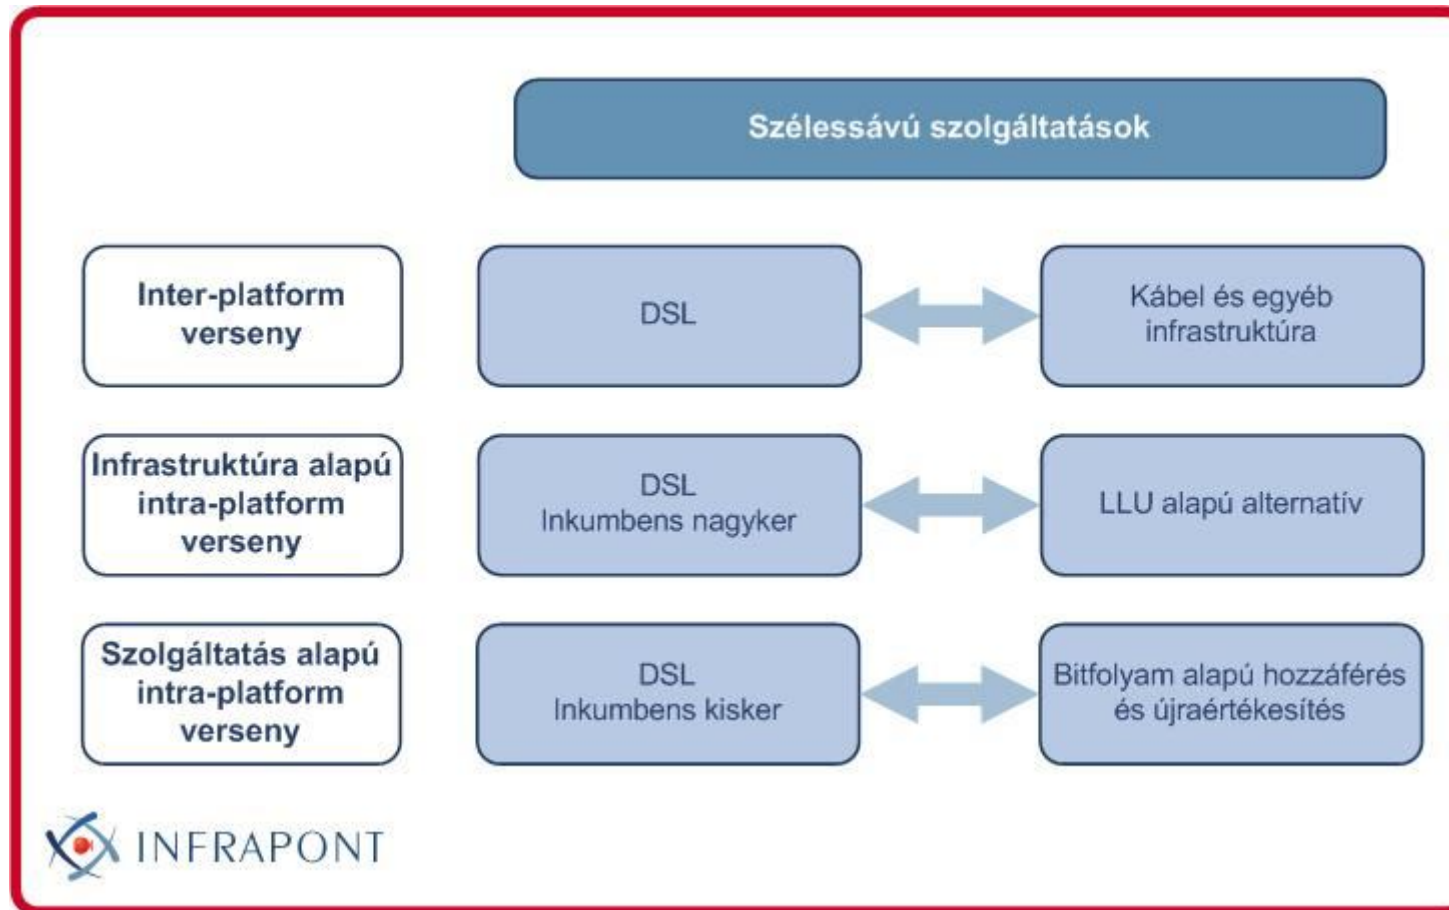 Szélessávú szolgáltatások
Inter-platform
verseny
DSL
Kábel és egyéb
infrastruktúra
Infrastruktúra alapú
intra-platform
verseny
DSL
Inkumbens nagyker
LLU alapú alternatív
Szolgáltatás alapú
intra-platform
verseny
DSL
Inkumbens kisker
Bitfolyam alapú hozzáférés
és újraértékesítés
INFRAPONT